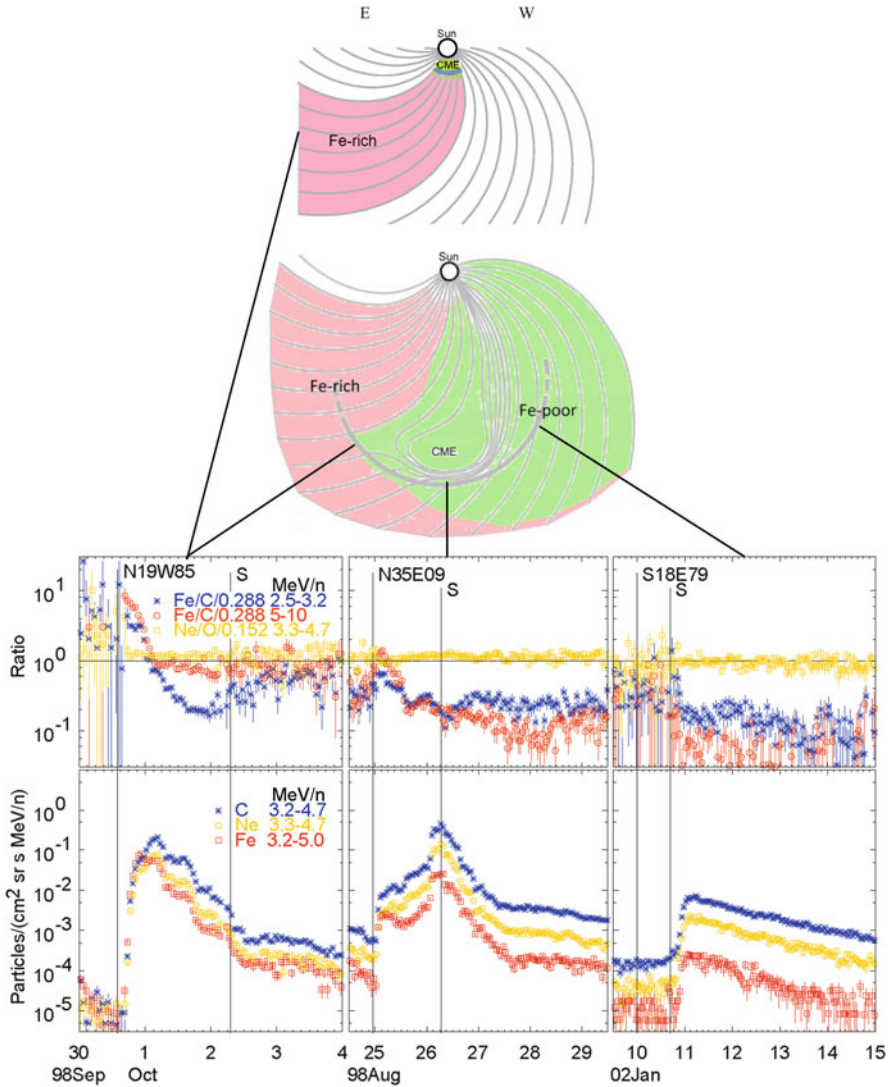 E W
Sun
CME
Fe-rich
Sun
Fe-rich
Fe-poor
CME
N19W85 S
MeV/n
Fe/C/0.288 2.5-3.2
Fe/C/0.288 5-10
Ne/O/0.152 3.3-4.7
N35E09
S
S18E79
S
Ratio
10¹
10⁰
10⁻¹
MeV/n
C 3.2-4.7
Ne 3.3-4.7
Fe 3.2-5.0
Particles/(cm² sr s MeV/n)
10⁰
10⁻¹
10⁻²
10⁻³
10⁻⁴
10⁻⁵
30 1 2 3 4 25 26 27 28 29 10 11 12 13 14 15
98Sep Oct 98Aug 02Jan